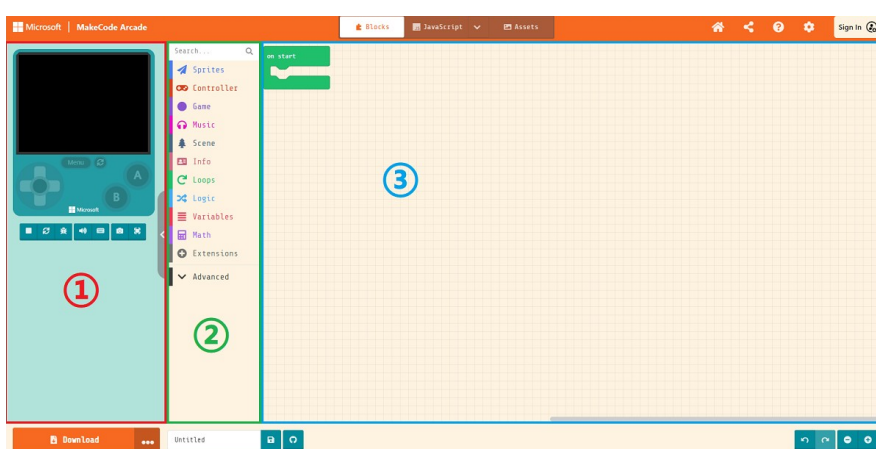 Microsoft | MakeCode Arcade
Blocks
JavaScript
Assets
Sign In
Search...
on start
Sprites
Controller
Game
Music
Scene
Info
Loops
Logic
Variables
Math
Extensions
Advanced
Menu
A
B
Microsoft
①
②
③
Download
Untitled